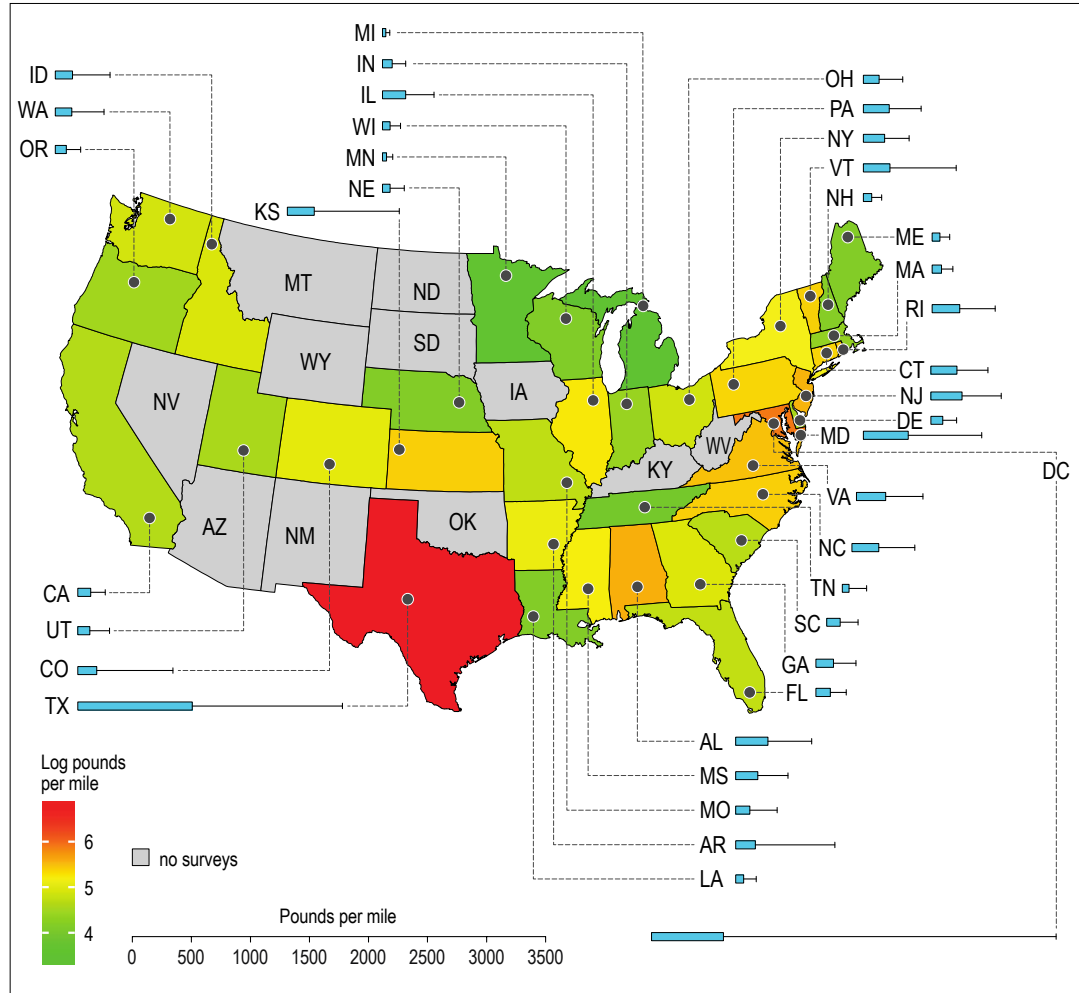 MI
ID
IN
OH
WA
IL
PA
OR
WI
NY
MN
VT
NE
NH
KS
ME
MA
MT
ND
RI
SD
WY
CT
IA
NJ
NV
DE
MD
WV
KY
DC
VA
AZ
NM
OK
NC
CA
TN
UT
SC
CO
GA
TX
FL
AL
Log pounds
per mile
MS
MO
6
AR
no surveys
5
LA
Pounds per mile
4
0 500 1000 1500 2000 2500 3000 3500